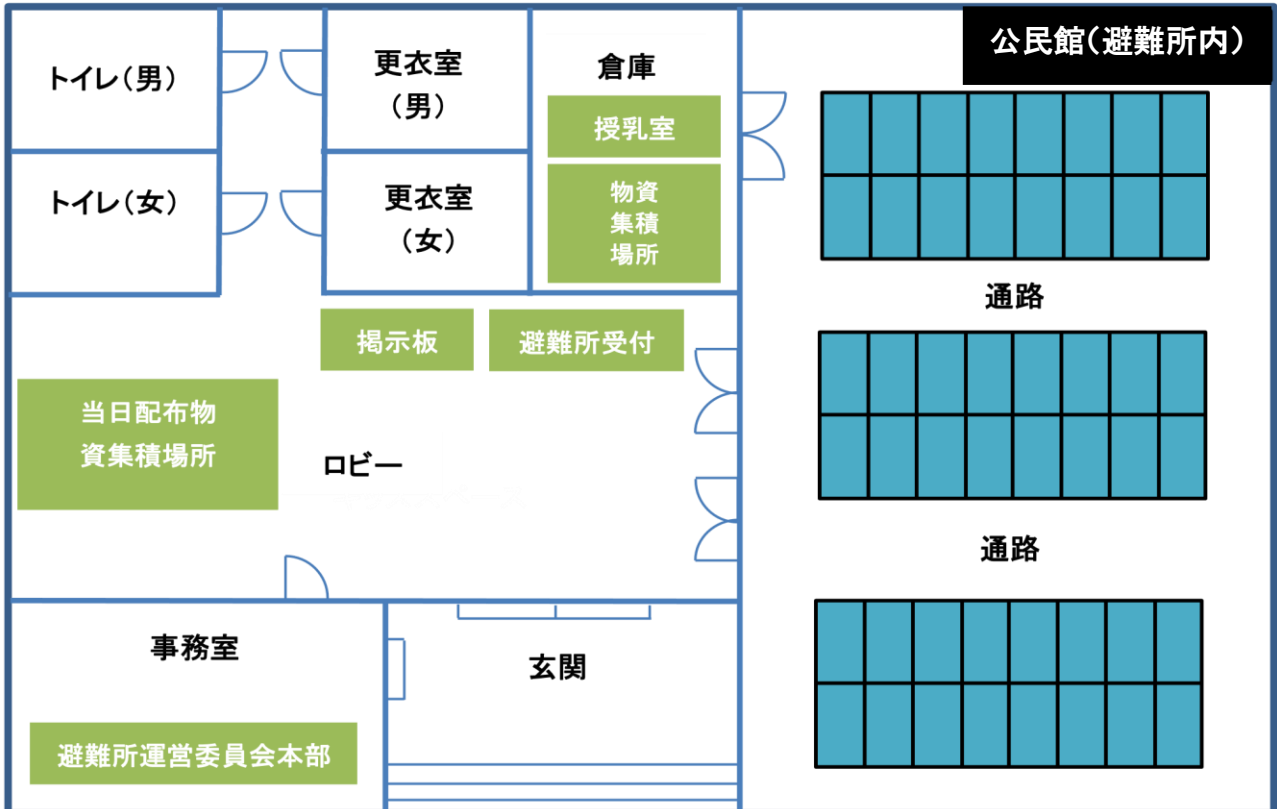 公民館(避難所内)
トイレ(男)
更衣室
(男)
倉庫
授乳室
トイレ(女)
更衣室
(女)
物資
集積
場所
通路
掲示板
避難所受付
当日配布物
資集積場所
ロビー
通路
事務室
玄関
避難所運営委員会本部